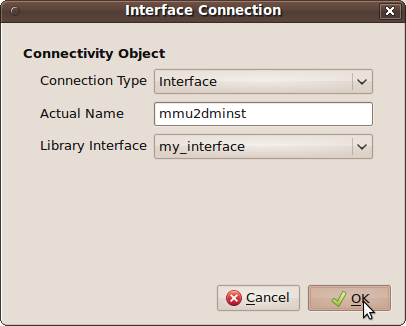 Interface Connection
Connectivity Object
Connection Type Interface
Actual Name mmu2dminst
Library Interface my_interface
Cancel OK